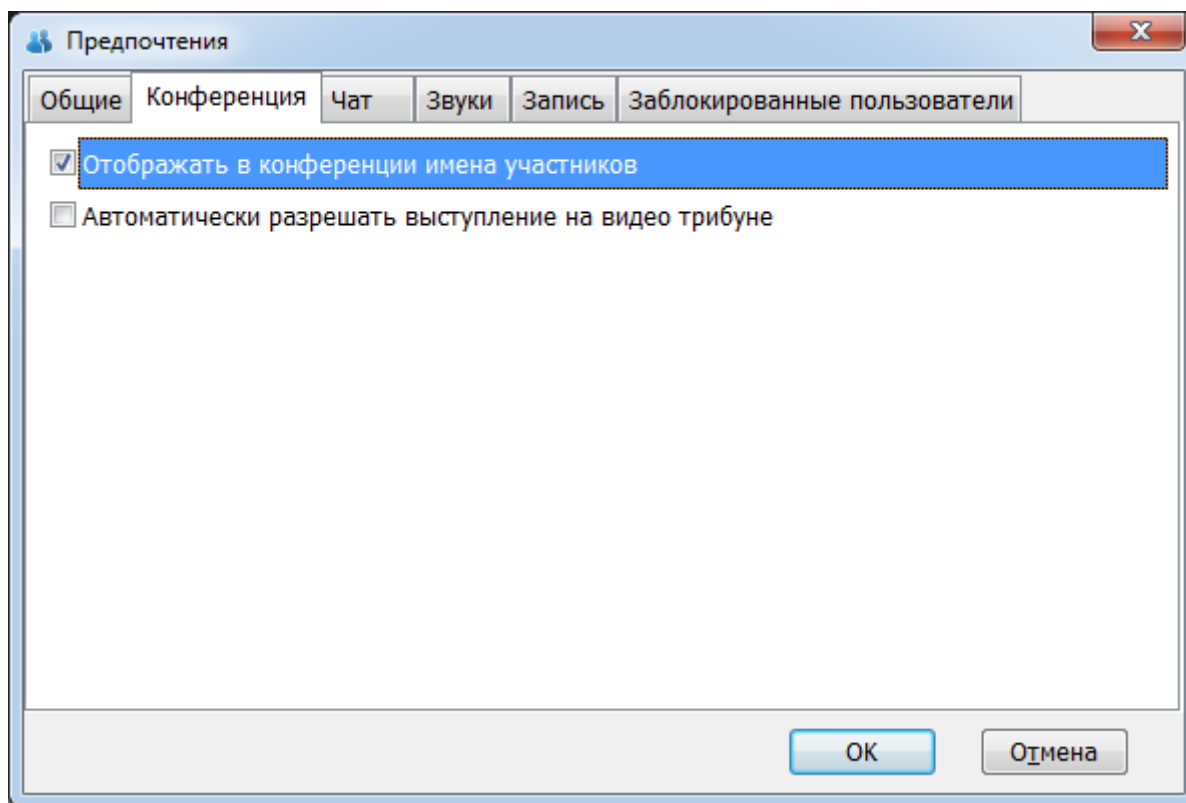 Предпочтения
Общие Конференция Чат Звуки Запись Заблокированные пользователи
Отображать в конференции имена участников
Автоматически разрешать выступление на видео трибуне
OK Отмена